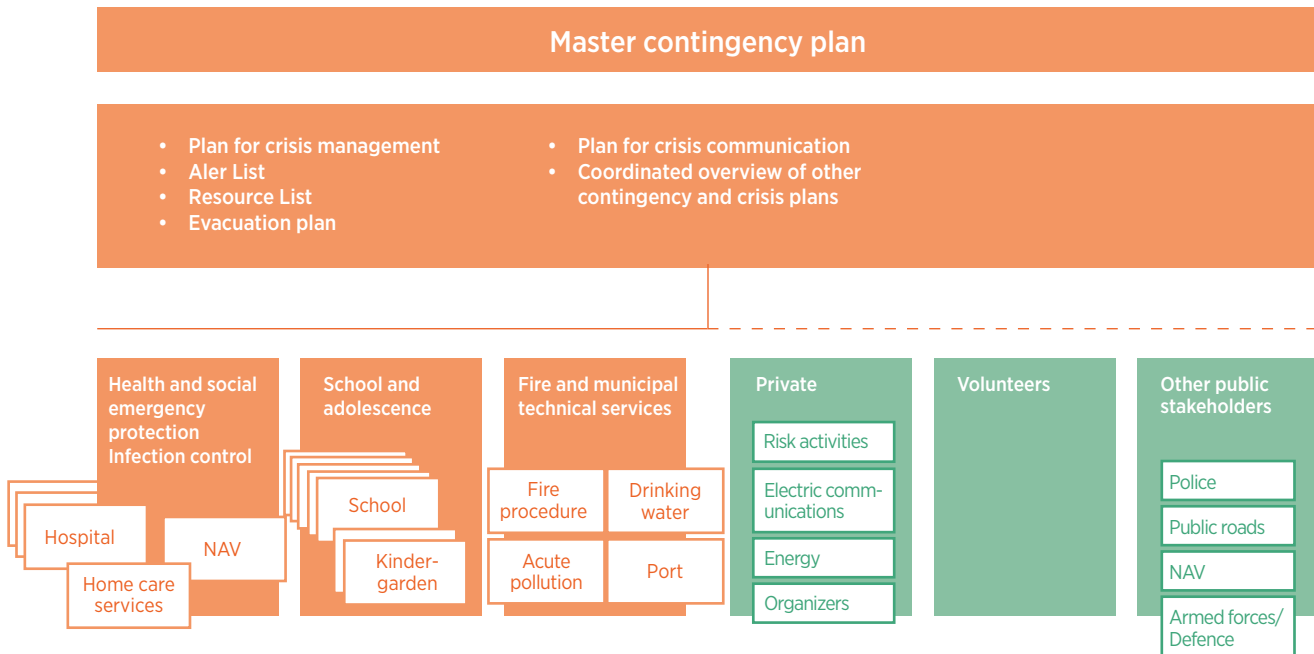 Master contingency plan
• Plan for crisis management
• Aler List
• Resource List
• Evacuation plan
• Plan for crisis communication
• Coordinated overview of other
contingency and crisis plans
Health and social
emergency
protection
Infection control
Hospital
NAV
Home care
services
School and
adolescence
School
Kinder-
garden
Fire and municipal
technical services
Fire
procedure
Drinking
water
Acute
pollution
Port
Private
Risk activities
Electric comm-
unications
Energy
Organizers
Volunteers
Other public
stakeholders
Police
Public roads
NAV
Armed forces/
Defence